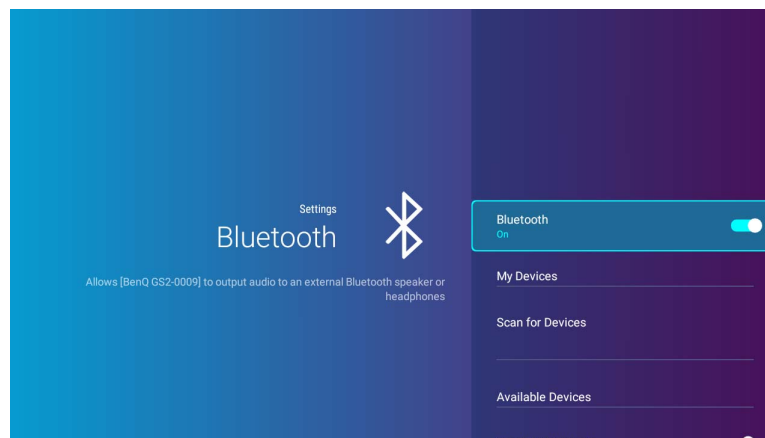 Settings
Bluetooth
Allows [BenQ GS2-0009] to output audio to an external Bluetooth speaker or
headphones
Bluetooth
On
My Devices
Scan for Devices
Available Devices